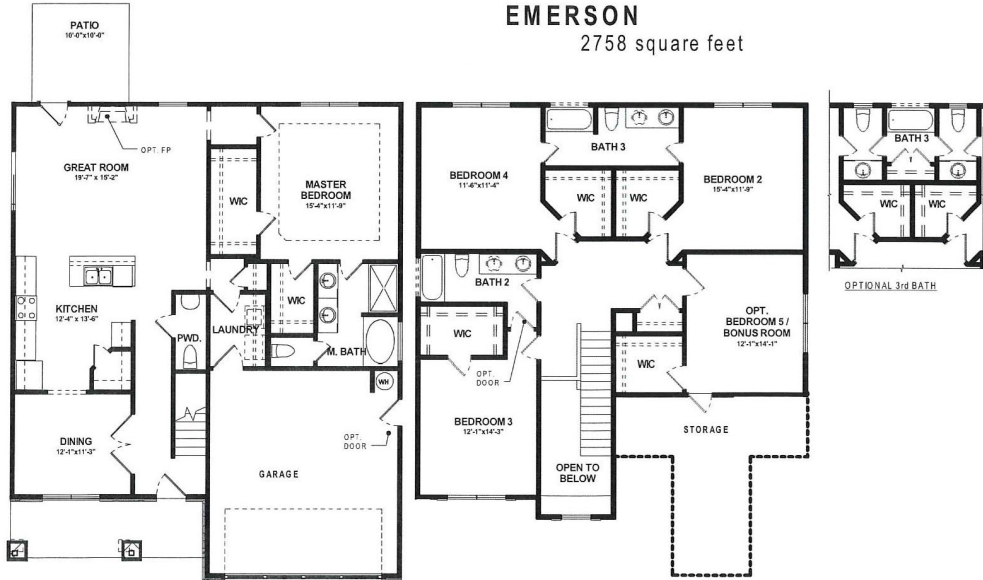 EMERSON
2758 square feet
PATIO
10'-0"x10'-0"
OPT. FP
GREAT ROOM
19'-7" x 15'-2"
WIC
MASTER
BEDROOM
15'-4"x11'-9"
KITCHEN
12'-4" x 13'-6"
PWD.
LAUNDRY
WIC
M. BATH
WH
OPT.
DOOR
DINING
12'-1"x11'-3"
GARAGE
BEDROOM 4
11'-6"x11'-4"
BATH 3
BEDROOM 2
15'-4"x11'-9"
WIC
WIC
BATH 2
WIC
OPT.
DOOR
BEDROOM 3
12'-1"x14'-3"
OPEN TO
BELOW
WIC
OPT.
BEDROOM 5 /
BONUS ROOM
12'-1"x14'-1"
STORAGE
BATH 3
WIC
WIC
OPTIONAL 3rd BATH